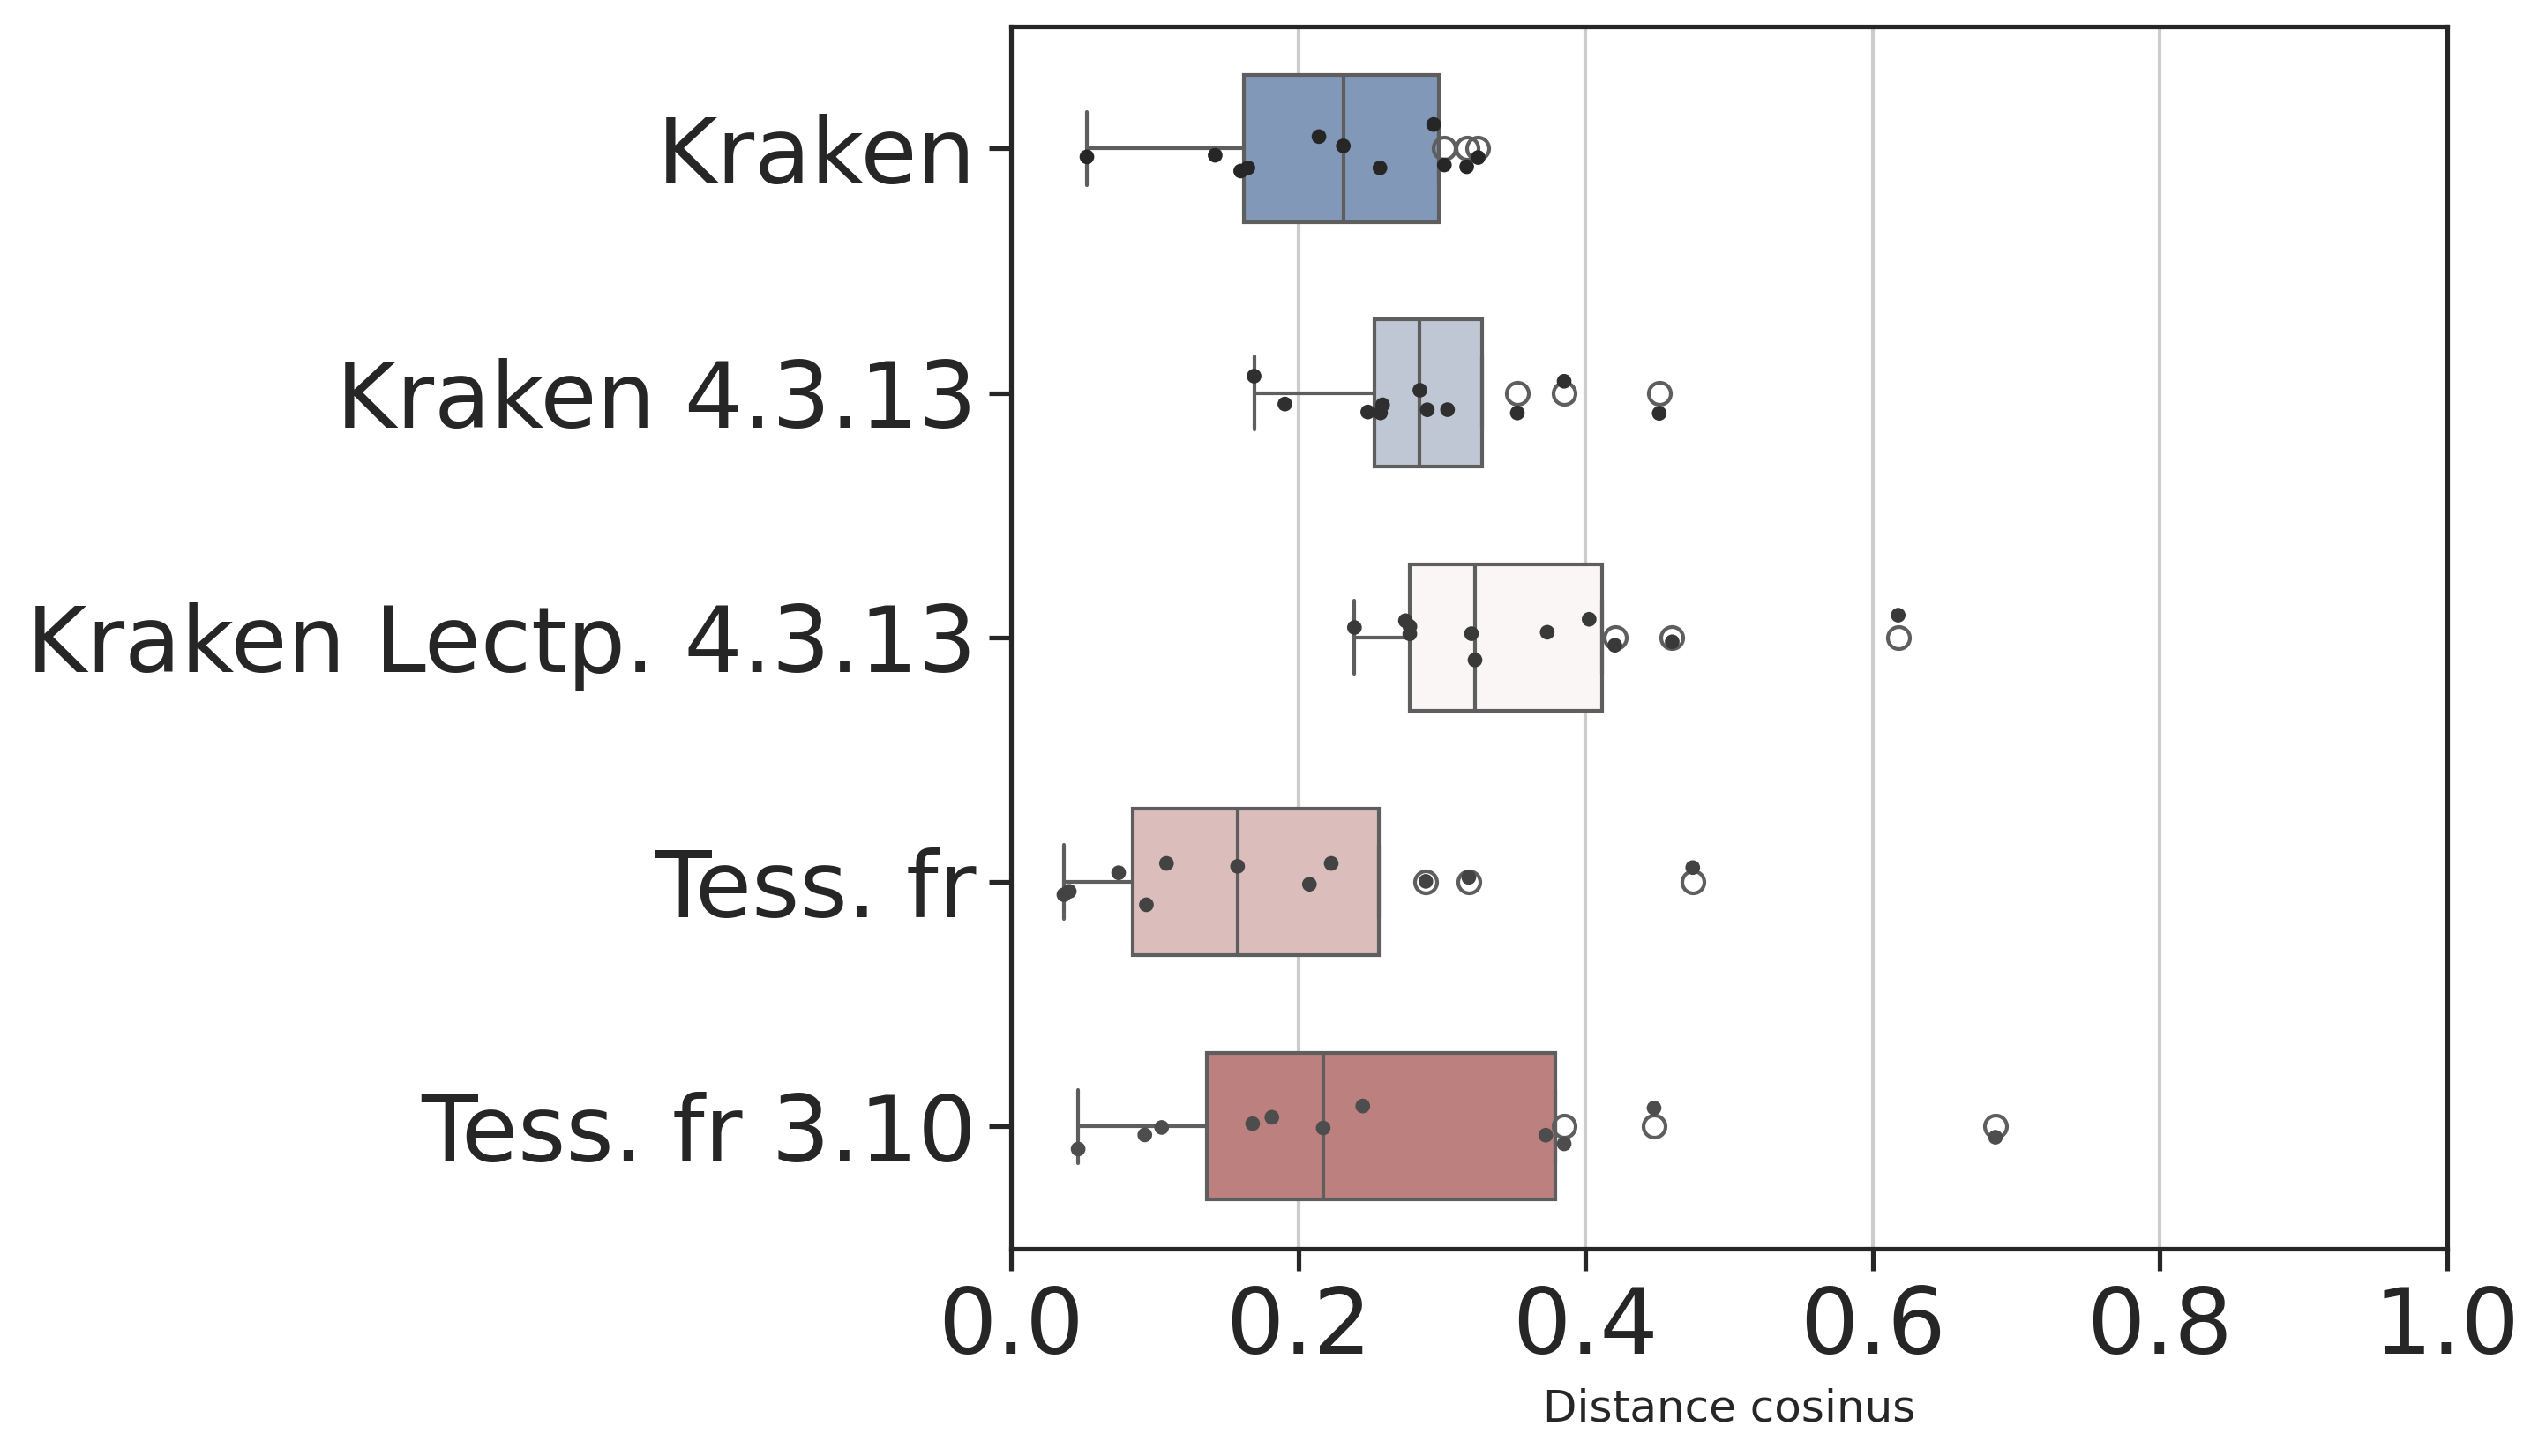 Kraken
Kraken 4.3.13
Kraken Lectp. 4.3.13
Tess. fr
Tess. fr 3.10
0.0 0.2 0.4 0.6 0.8 1.0
Distance cosinus